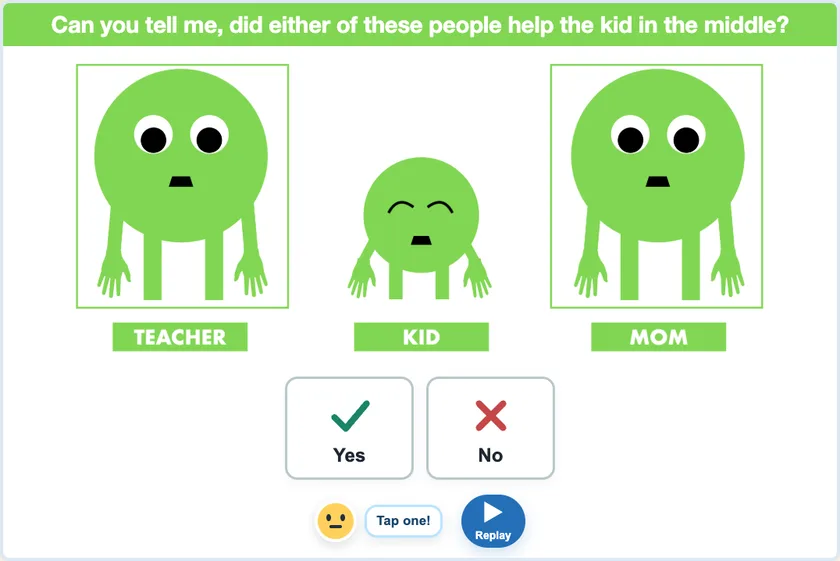 Can you tell me, did either of these people help the kid in the middle?
TEACHER
KID
MOM
Yes
No
Tap one!
Replay